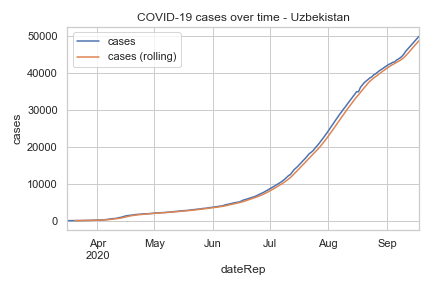 COVID-19 cases over time - Uzbekistan
cases
cases (rolling)
50000
40000
30000
20000
10000
0
cases
Apr
2020
May
Jun
Jul
Aug
Sep
dateRep